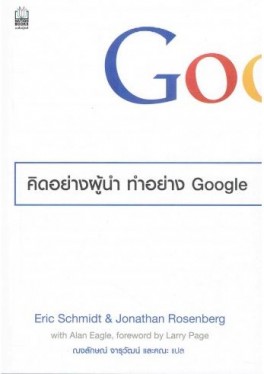 Goo
คิดอย่างผู้นำ ทำอย่าง Google
Eric Schmidt & Jonathan Rosenberg
with Alan Eagle, foreword by Larry Page
ณงลักษณ์ จารุวัฒน์ และคณะ แปล